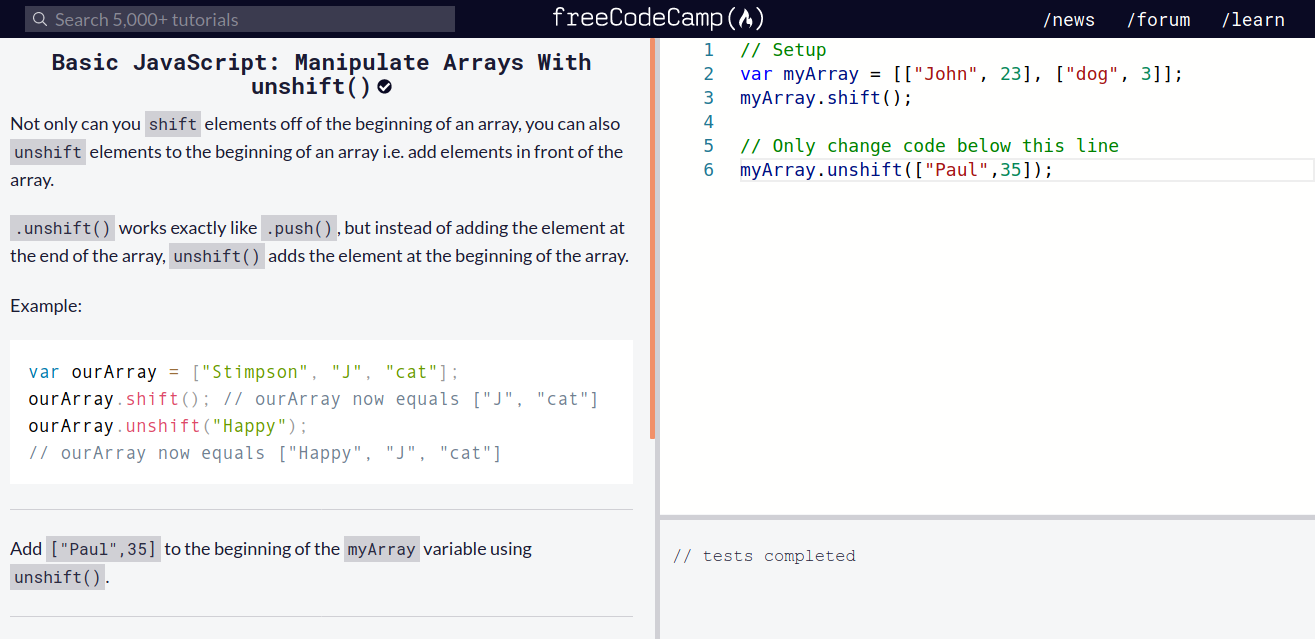 Search 5,000+ tutorials
freeCodeCamp
/news /forum /learn
Basic JavaScript: Manipulate Arrays With
unshift()
Not only can you shift elements off of the beginning of an array, you can also
unshift elements to the beginning of an array i.e. add elements in front of the
array.
.unshift() works exactly like .push(), but instead of adding the element at
the end of the array, unshift() adds the element at the beginning of the array.
Example:
var ourArray = ["Stimpson", "J", "cat"];
ourArray.shift(); // ourArray now equals ["J", "cat"]
ourArray.unshift("Happy");
// ourArray now equals ["Happy", "J", "cat"]
Add ["Paul",35] to the beginning of the myArray variable using
unshift().
1 // Setup
2 var myArray = [["John", 23], ["dog", 3]];
3 myArray.shift();
4
5 // Only change code below this line
6 myArray.unshift(["Paul",35]);
// tests completed